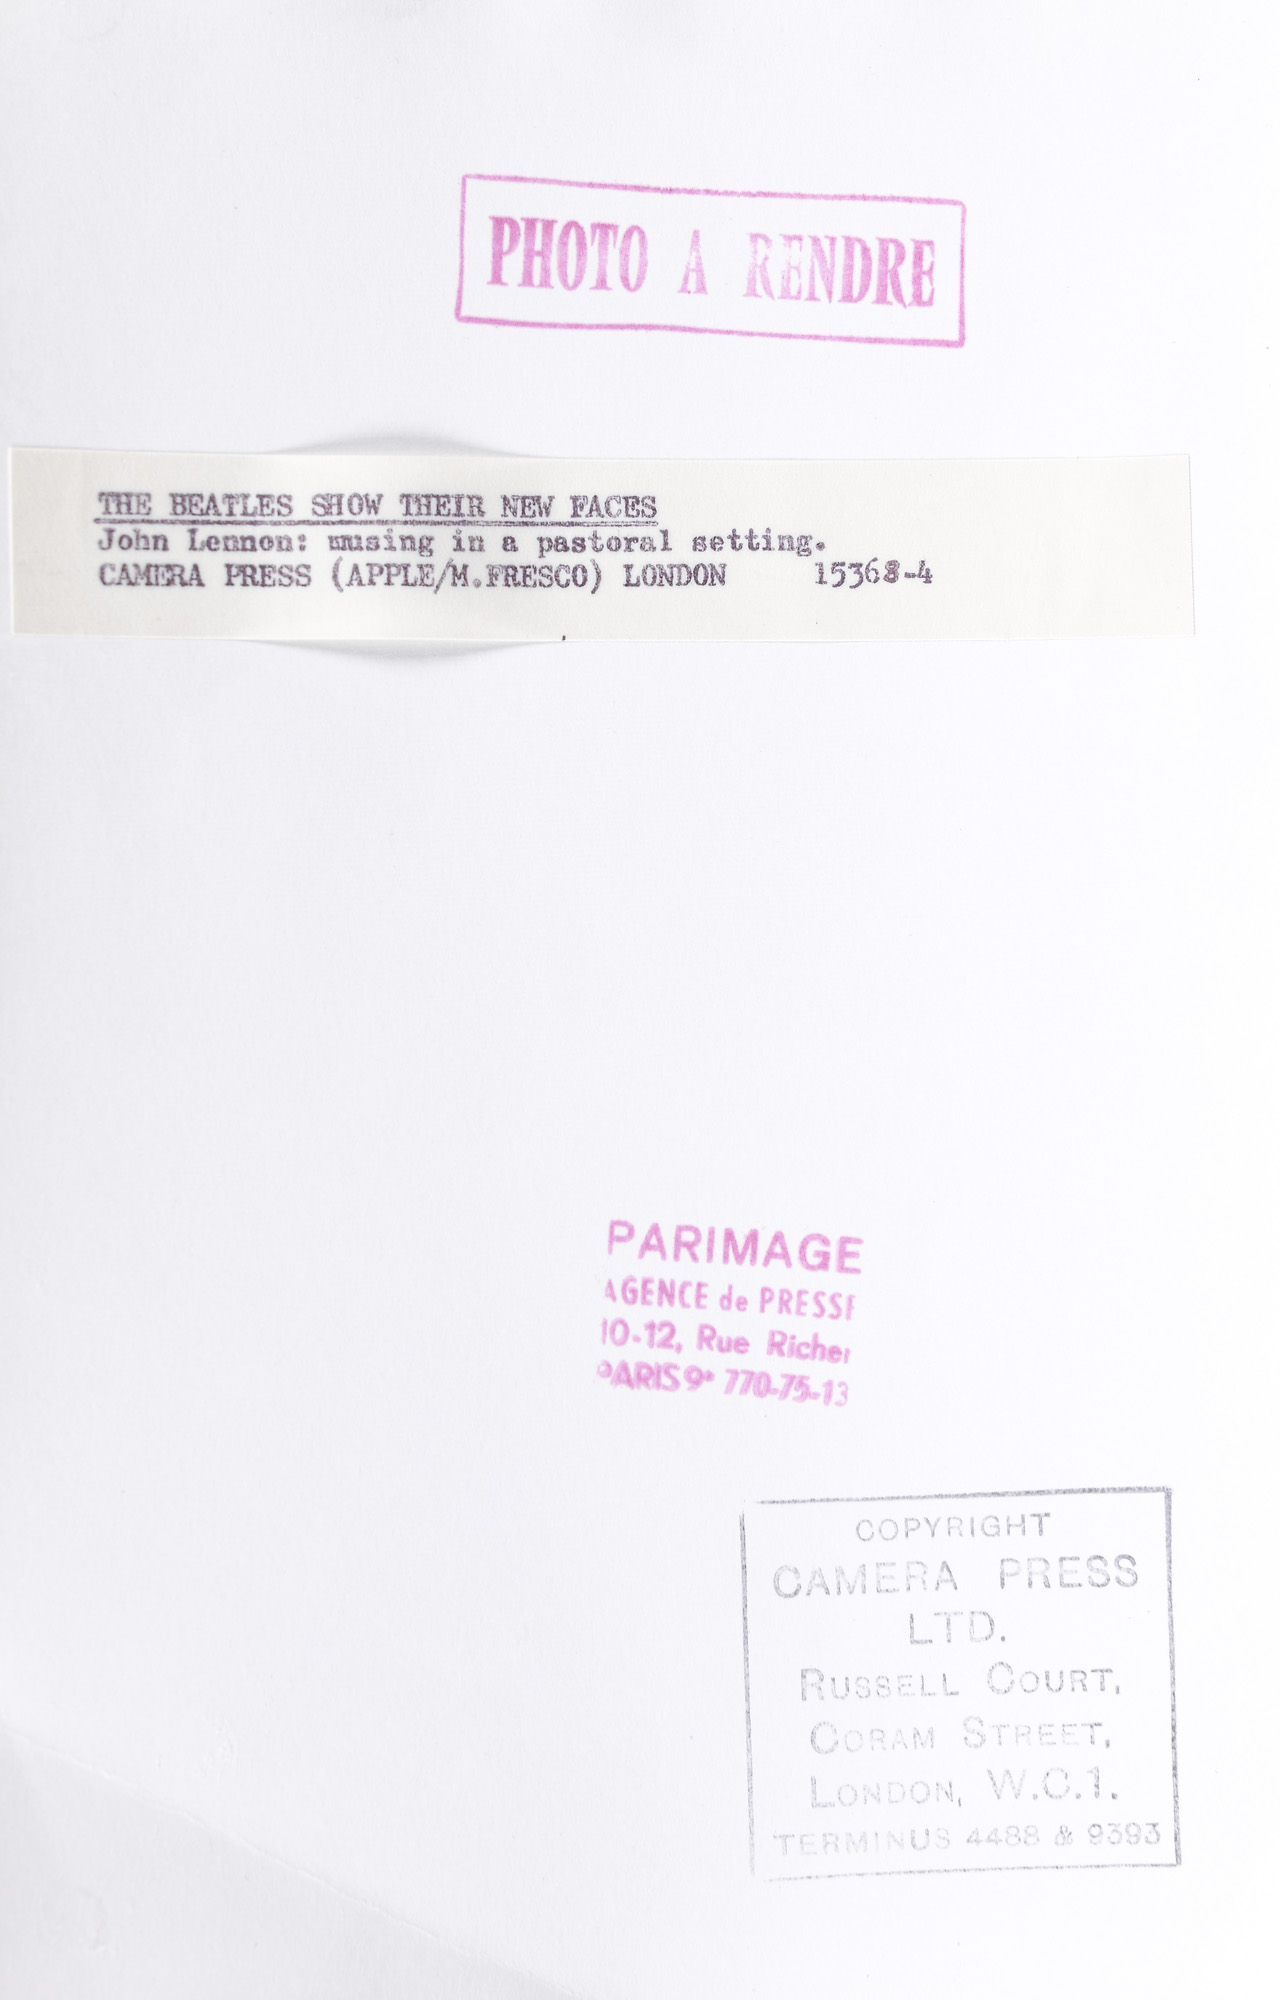 PHOTO A RENDRE
THE BEATLES SHOW THEIR NEW FACES
John Lennon: musing in a pastoral setting.
CAMERA PRESS (APPLE/M.FRESCO) LONDON 15368-4
PARIMAGE
AGENCE de PRESSE
10-12, Rue Richer
PARIS 9e 770-75-13
COPYRIGHT
CAMERA PRESS
LTD.
RUSSELL COURT,
CORAM STREET,
LONDON, W.C.1.
TERMINUS 4488 & 9393